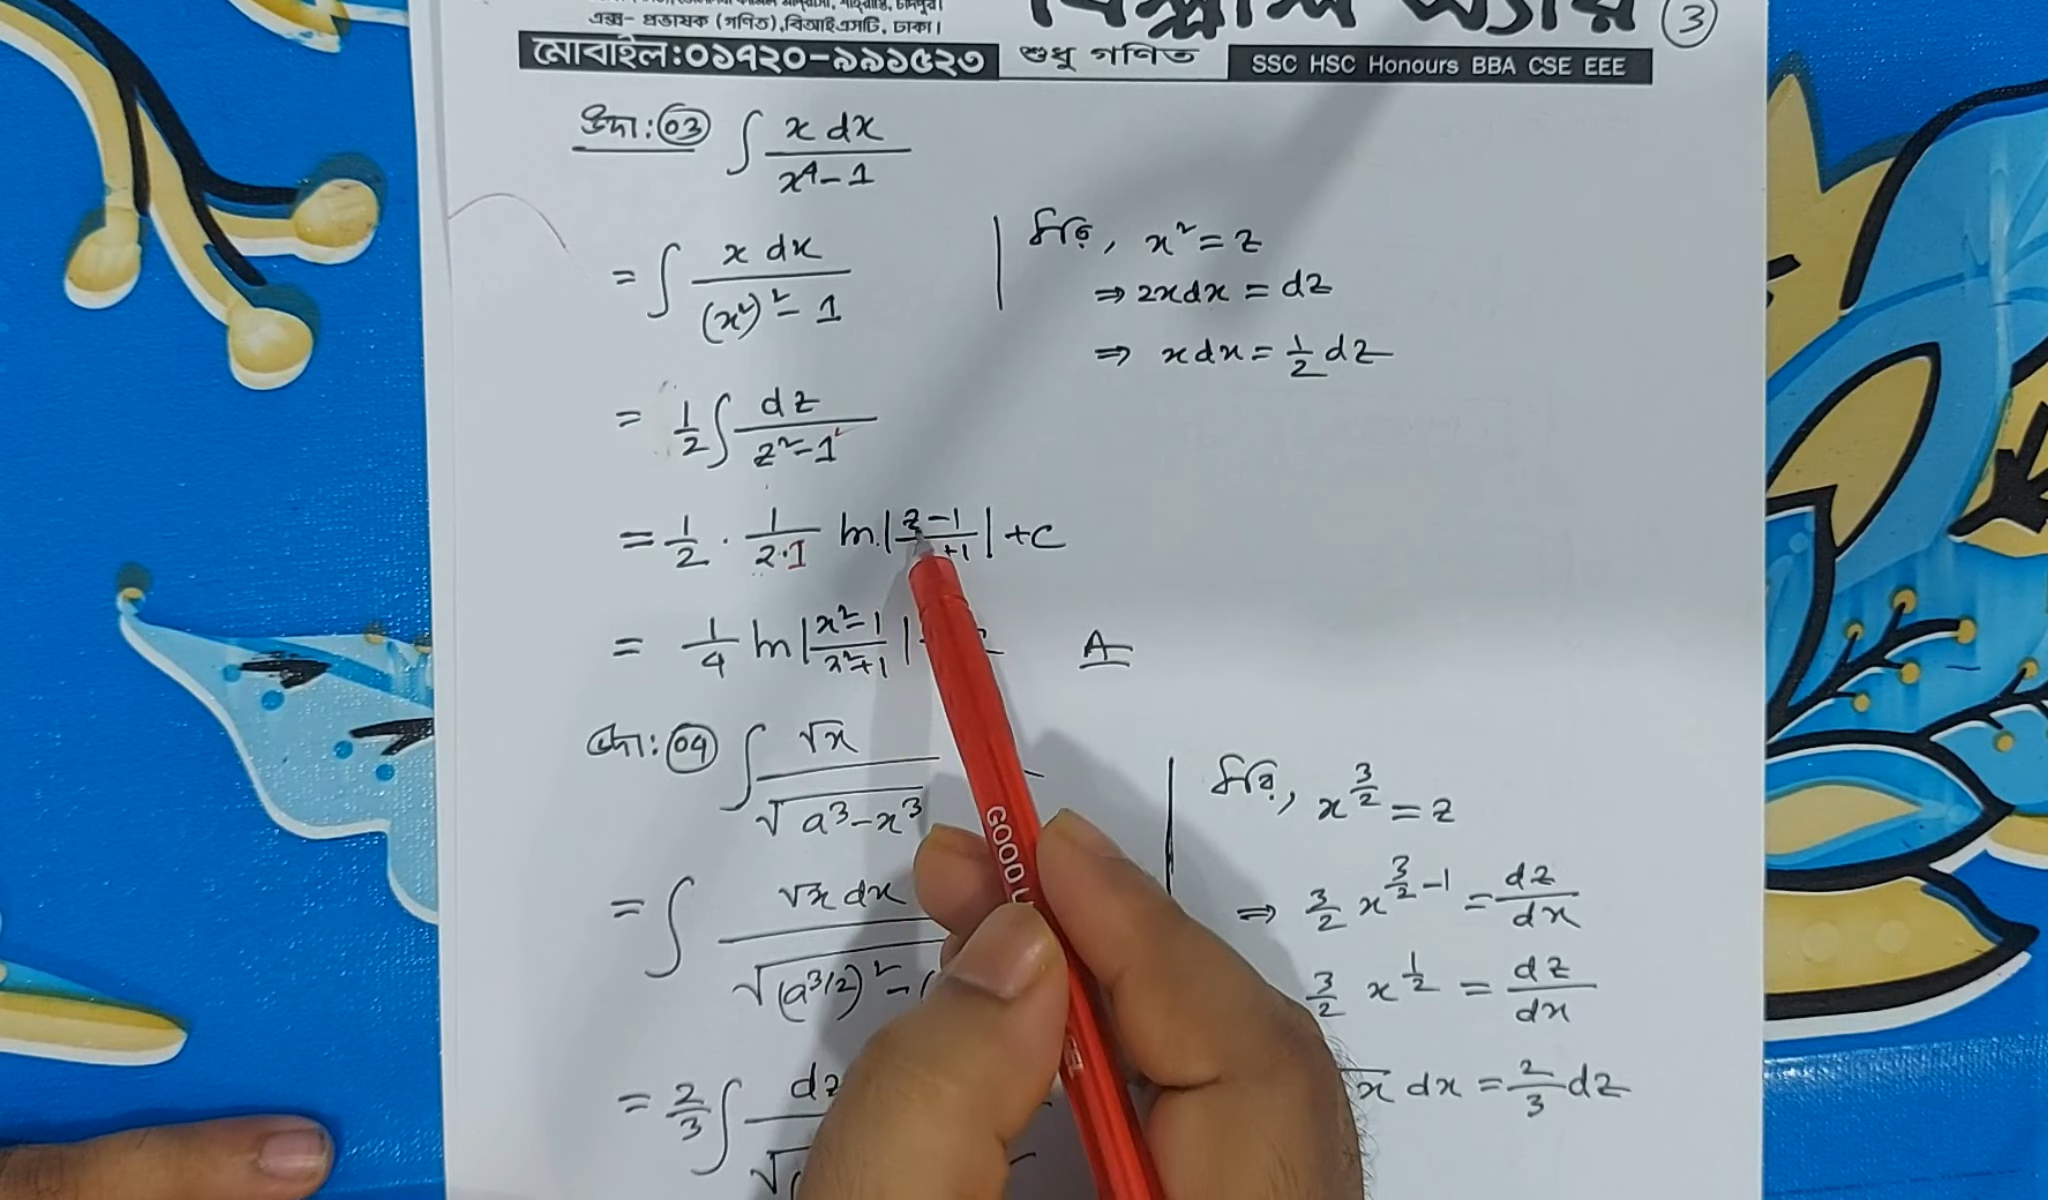 এক্স- প্রভাষক (গণিত),বিআইএসটি, ঢাকা।
3
মোবাইল:০১৭২০-৯৯১৫২৩ শুধু গণিত SSC HSC Honours BBA CSE EEE
উদা: 03 ∫ x dx / x⁴ - 1
= ∫ x dx / (x²)² - 1
ধরি, x² = z
⇒ 2x dx = dz
⇒ x dx = 1/2 dz
= 1/2 ∫ dz / z² - 1²
= 1/2 · 1/2·1 ln |z-1 / +1| + c
= 1/4 ln |x²-1 / x²+1|
A
উদা: 04 ∫ √x / √a³-x³
ধরি, x^3/2 = z
= ∫ √x dx / √(a^3/2)² - (
⇒ 3/2 x^3/2-1 = dz/dx
3/2 x^1/2 = dz/dx
= 2/3 ∫ dz / √
x dx = 2/3 dz
GOOD